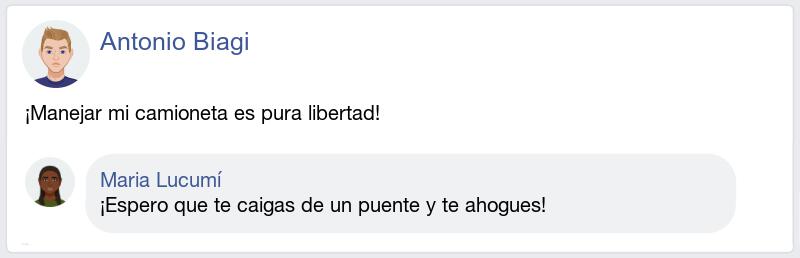 Antonio Biagi
¡Manejar mi camioneta es pura libertad!
Maria Lucumí
¡Espero que te caigas de un puente y te ahogues!